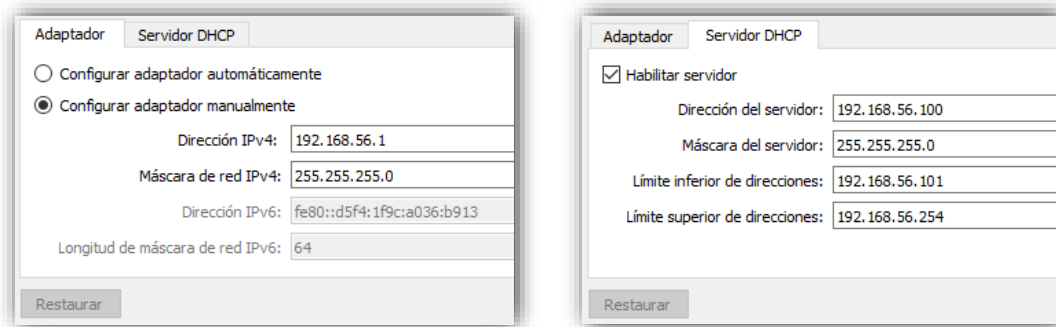 Adaptador Servidor DHCP
Configurar adaptador automáticamente
Configurar adaptador manualmente
Dirección IPv4: 192.168.56.1
Máscara de red IPv4: 255.255.255.0
Dirección IPv6: fe80::d5f4:1f9c:a036:b913
Longitud de máscara de red IPv6: 64
Restaurar
Adaptador Servidor DHCP
Habilitar servidor
Dirección del servidor: 192.168.56.100
Máscara del servidor: 255.255.255.0
Límite inferior de direcciones: 192.168.56.101
Límite superior de direcciones: 192.168.56.254
Restaurar